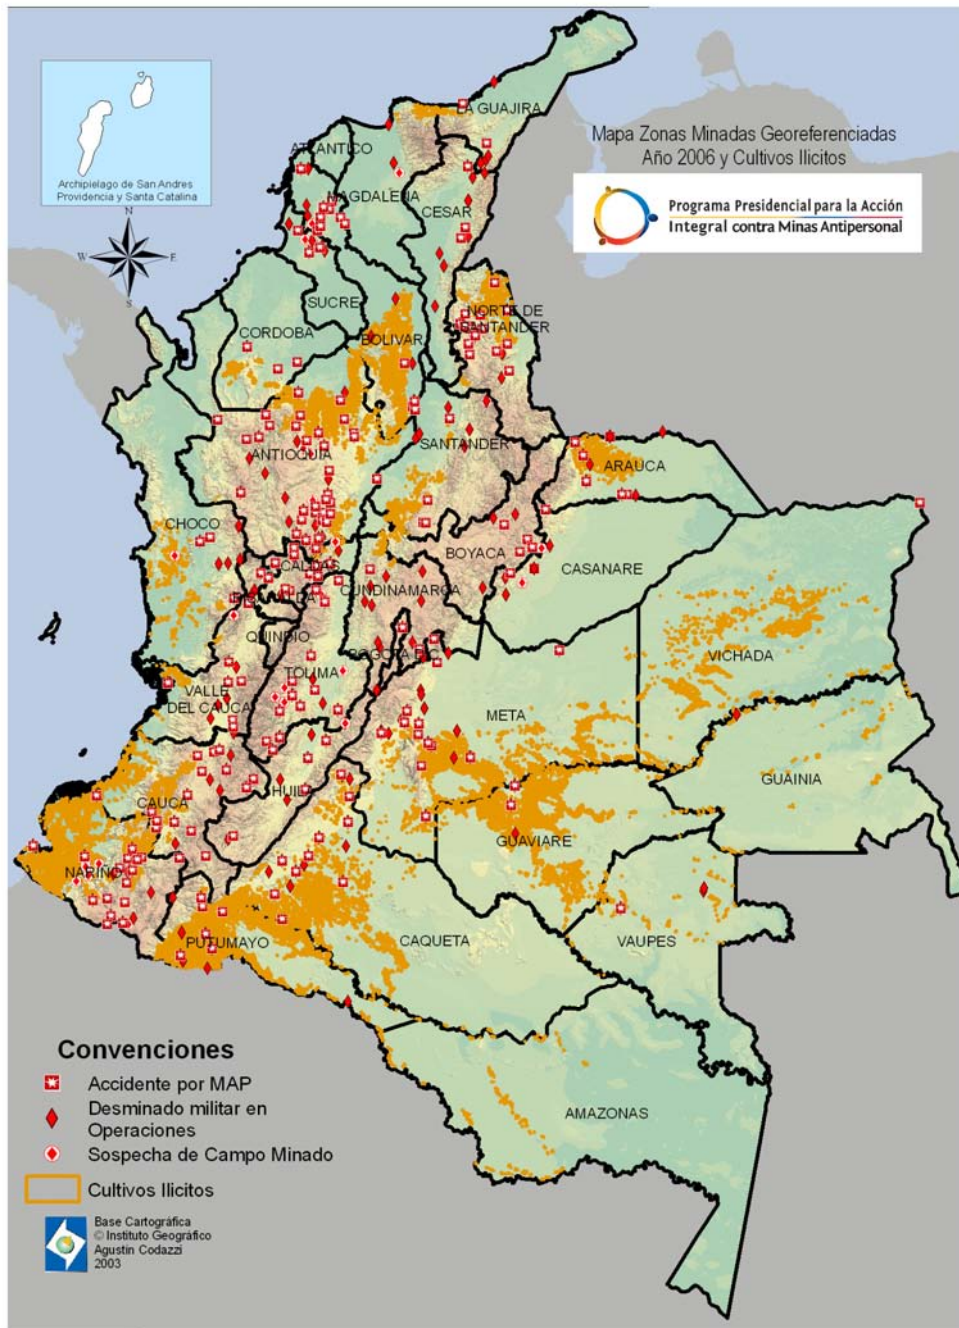 LA GUAJIRA
Mapa Zonas Minadas Georeferenciadas
Año 2006 y Cultivos Ilicitos
Programa Presidencial para la Acción
Integral contra Minas Antipersonal
Archipielago de San Andres
Providencia y Santa Catalina
N
W
E
S
ATLANTICO
MAGDALENA
CESAR
SUCRE
NORTE DE
SANTANDER
CORDOBA
BOLIVAR
SANTANDER
ANTIOQUIA
ARAUCA
CHOCO
BOYACA
CALDAS
CASANARE
CUNDINAMARCA
RISARALDA
QUINDIO
BOGOTA D.C.
TOLIMA
VICHADA
VALLE
DEL CAUCA
META
GUAINIA
CAUCA
HUILA
GUAVIARE
NARIÑO
PUTUMAYO
CAQUETA
VAUPES
AMAZONAS
Convenciones
Accidente por MAP
Desminado militar en
Operaciones
Sospecha de Campo Minado
Cultivos Ilicitos
Base Cartográfica
© Instituto Geográfico
Agustin Codazzi
2003